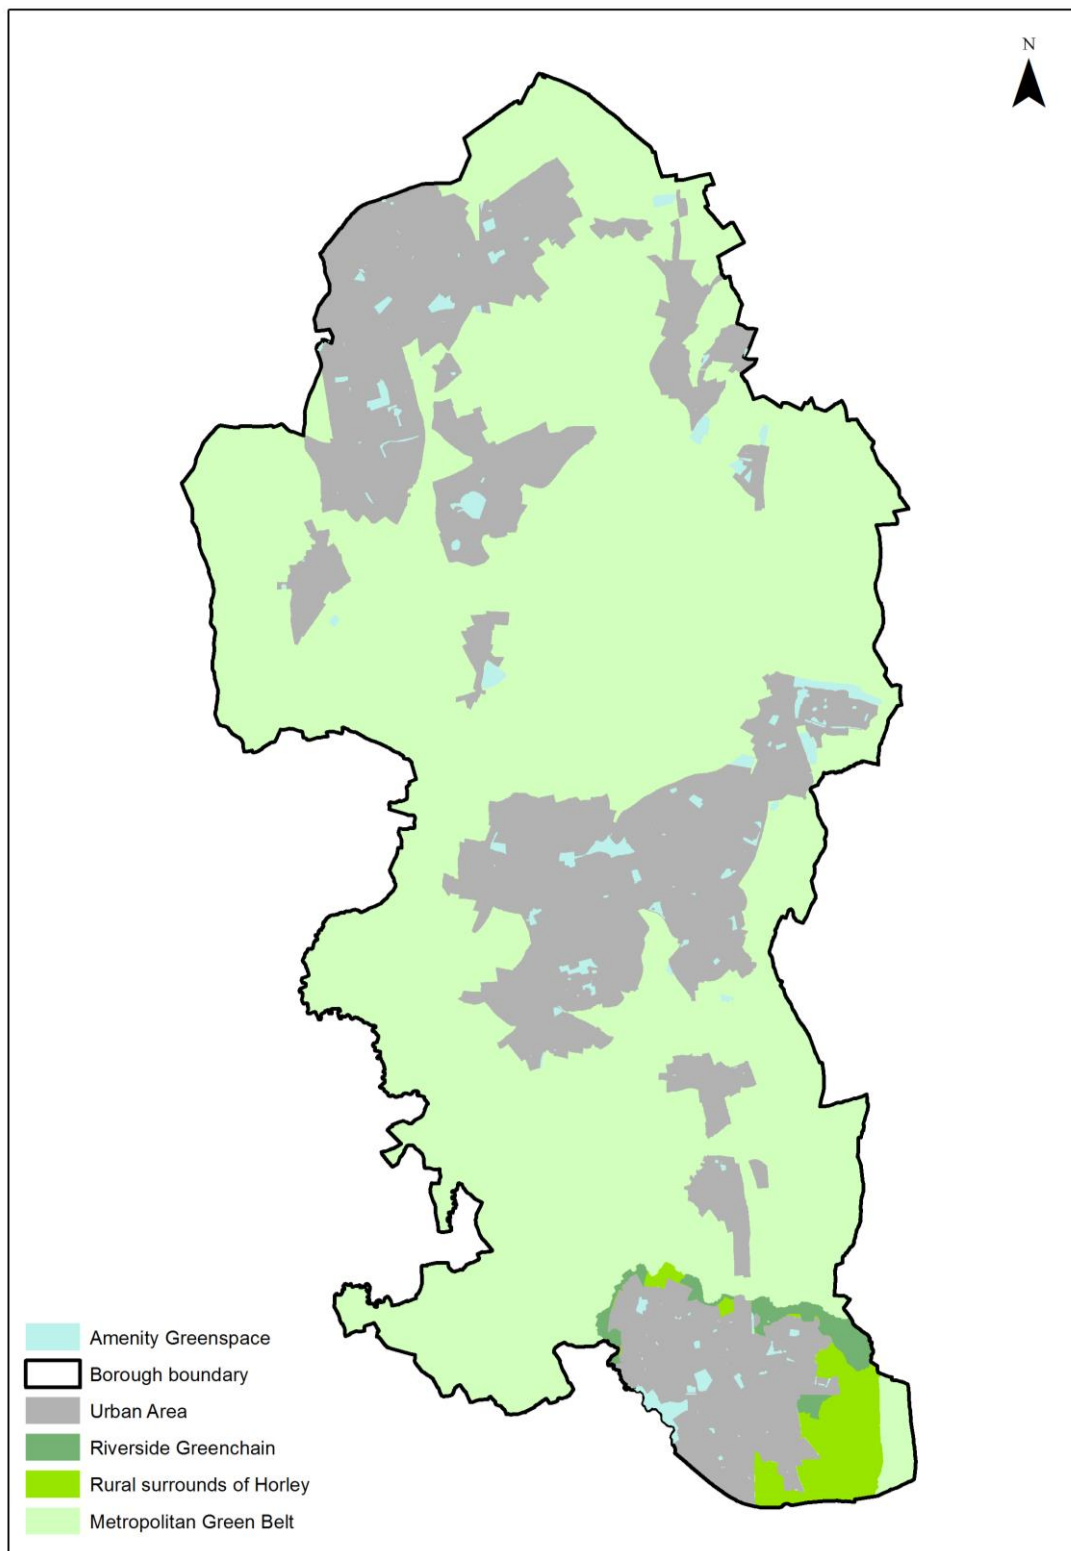 N
Amenity Greenspace
Borough boundary
Urban Area
Riverside Greenchain
Rural surrounds of Horley
Metropolitan Green Belt